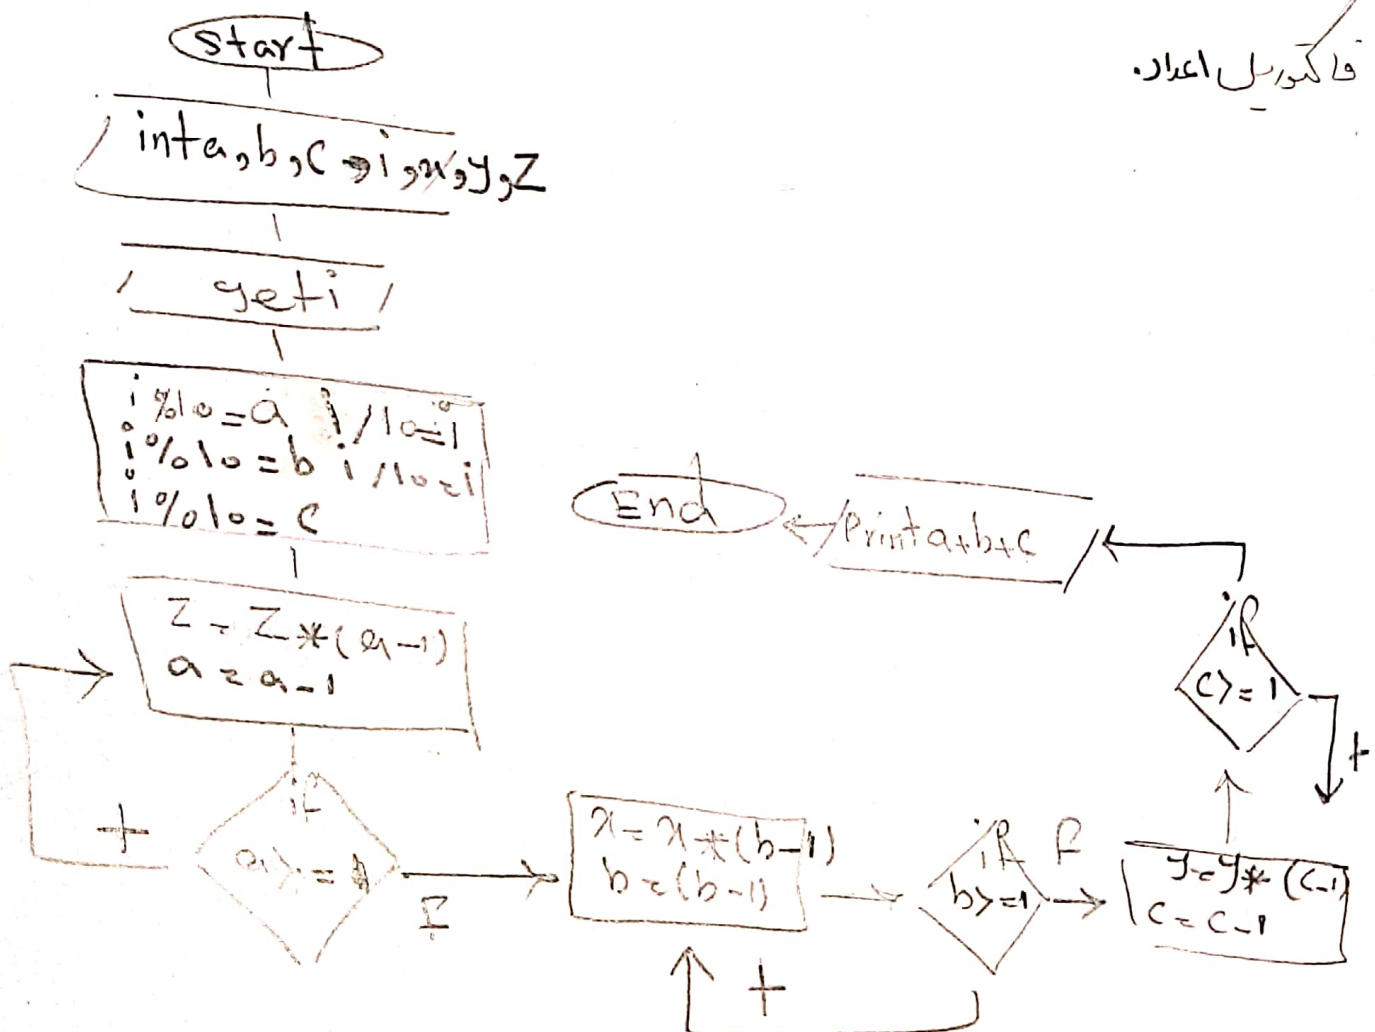 فاکتوریل اعداد.
start
int a, b, c, i, x, y, z
get i
i%10=a i/10=i
i%10=b i/10=i
i%10=c
z=z*(a-1)
a=a-1
if
a>=1
t
f
x=x*(b-1)
b=(b-1)
if
b>=1
t
f
y=y*(c-1)
c=c-1
if
c>=1
t
Print a+b+c
End